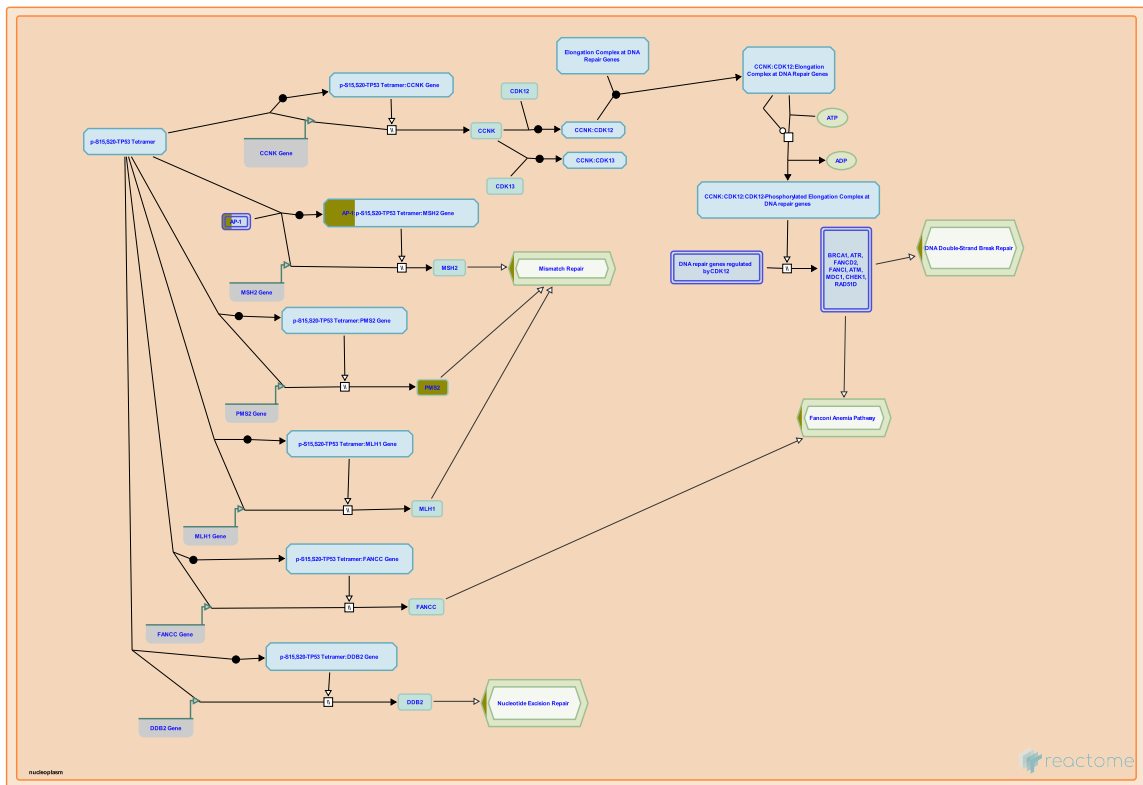 Elongation Complex at DNA
Repair Genes
CCNK:CDK12:Elongation
Complex at DNA Repair Genes
p-S15,S20-TP53 Tetramer:CCNK Gene
CDK12
ATP
CCNK
CCNK:CDK12
p-S15,S20-TP53 Tetramer
CCNK Gene
CCNK:CDK13
ADP
CDK13
CCNK:CDK12:CDK12-Phosphorylated Elongation Complex at
DNA repair genes
AP-1
AP-1:p-S15,S20-TP53 Tetramer:MSH2 Gene
DNA Double-Strand Break Repair
BRCA1, ATR,
FANCD2,
FANCI, ATM,
MDC1, CHEK1,
RAD51D
DNA repair genes regulated
by CDK12
MSH2
Mismatch Repair
MSH2 Gene
p-S15,S20-TP53 Tetramer:PMS2 Gene
PMS2
PMS2 Gene
Fanconi Anemia Pathway
p-S15,S20-TP53 Tetramer:MLH1 Gene
MLH1
MLH1 Gene
p-S15,S20-TP53 Tetramer:FANCC Gene
FANCC
FANCC Gene
p-S15,S20-TP53 Tetramer:DDB2 Gene
DDB2
Nucleotide Excision Repair
DDB2 Gene
nucleoplasm
reactome